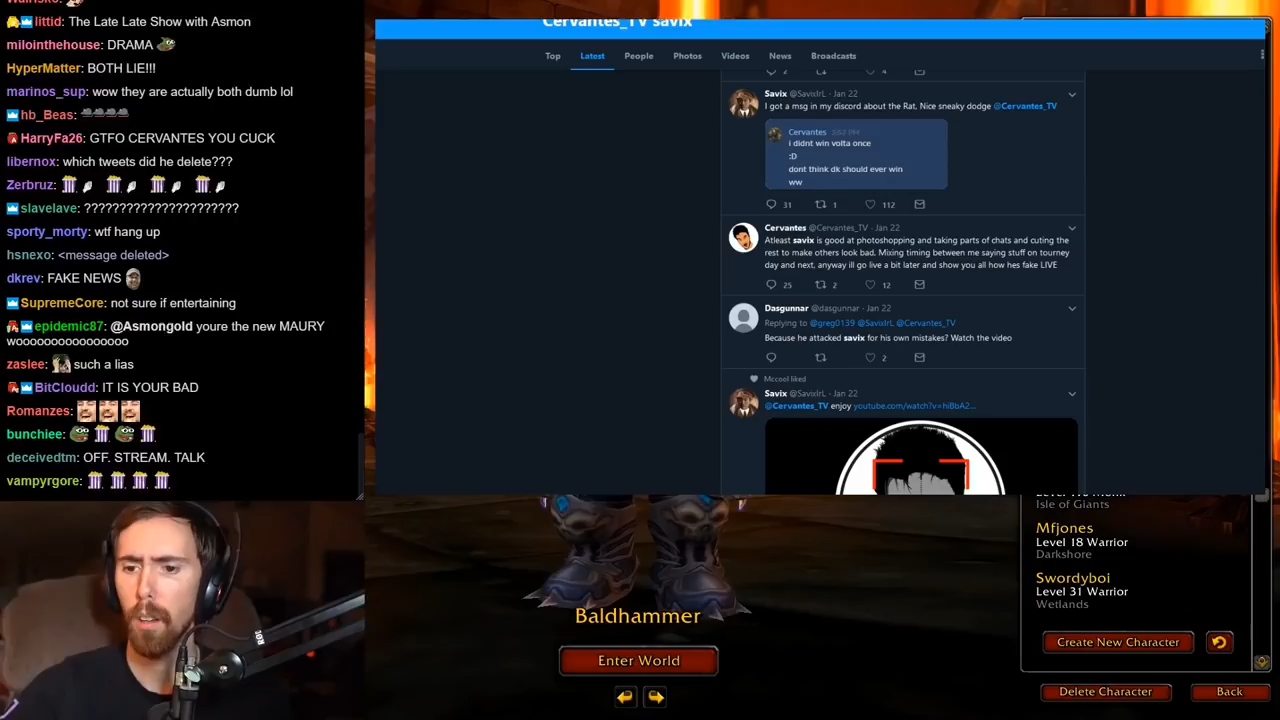 Wairisko:
littid: The Late Late Show with Asmon
milointhehouse: DRAMA
HyperMatter: BOTH LIE!!!
marinos_sup: wow they are actually both dumb lol
hb_Beas:
HarryFa26: GTFO CERVANTES YOU CUCK
libernox: which tweets did he delete???
Zerbruz:
slavelave: ??????????????????????
sporty_morty: wtf hang up
hsnexo: <message deleted>
dkrev: FAKE NEWS
SupremeCore: not sure if entertaining
epidemic87: @Asmongold youre the new MAURY
wooooooooooooooo
zaslee: such a lias
BitCloudd: IT IS YOUR BAD
Romanzes:
bunchiee:
deceivedtm: OFF. STREAM. TALK
vampyrgore:
Cervantes_TV savix
Top Latest People Photos Videos News Broadcasts
2 4
Savix @SavixIrL · Jan 22
I got a msg in my discord about the Rat, Nice sneaky dodge @Cervantes_TV
Cervantes
i didnt win volta once
:D
dont think dk should ever win
ww
31 1 112
Cervantes @Cervantes_TV · Jan 22
Atleast savix is good at photoshopping and taking parts of chats and cuting the
rest to make others look bad. Mixing timing between me saying stuff on tourney
day and next, anyway ill go live a bit later and show you all how hes fake LIVE
25 2 12
Dasgunnar @dasgunnar · Jan 22
Replying to @greg0139 @SavixIrL @Cervantes_TV
Because he attacked savix for his own mistakes? Watch the video
2
Mccool liked
Savix @SavixIrL · Jan 22
@Cervantes_TV enjoy youtube.com/watch?v=hiBbA2...
Isle of Giants
Mfjones
Level 18 Warrior
Darkshore
Swordyboi
Level 31 Warrior
Wetlands
Create New Character
Baldhammer
Enter World
Delete Character
Back